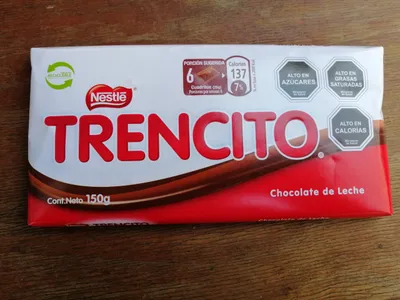 PORCIÓN SUGERIDA
6
Calorías
137
7%
ALTO EN
AZÚCARES
ALTO EN
GRASAS
SATURADAS
ALTO EN
CALORÍAS
Nestlé
TRENCITO
Chocolate de Leche
Cont.Neto 150g